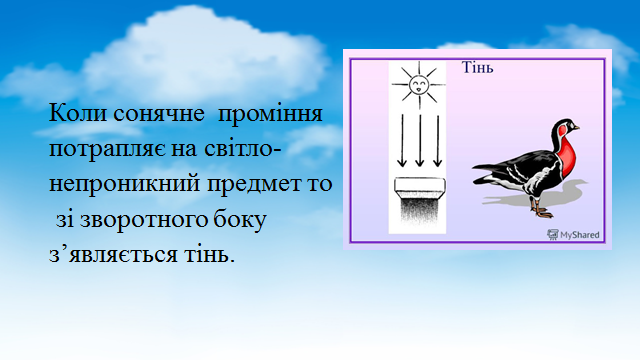 Коли сонячне проміння
потрапляє на світло-
непроникний предмет то
зі зворотного боку
з’являється тінь.
Тінь
MyShared